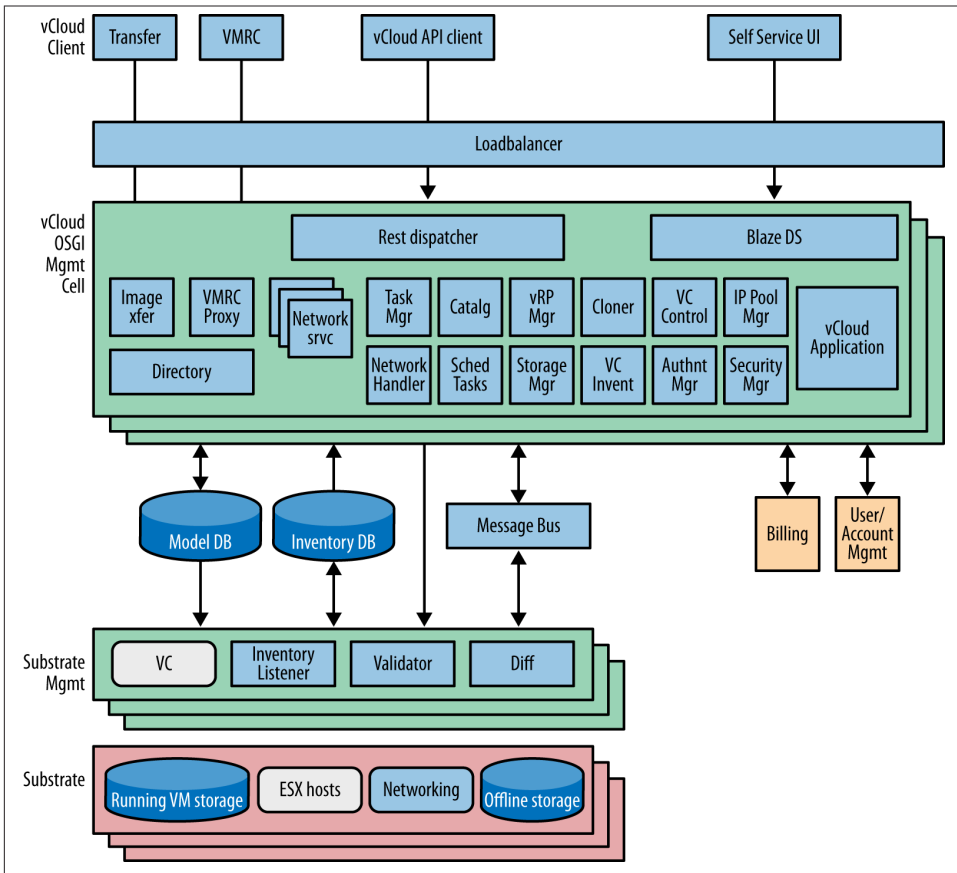 vCloud
Client
Transfer
VMRC
vCloud API client
Self Service UI
Loadbalancer
vCloud
OSGI
Mgmt
Cell
Rest dispatcher
Blaze DS
Image
xfer
VMRC
Proxy
Network
srvc
Task
Mgr
Catalg
vRP
Mgr
Cloner
VC
Control
IP Pool
Mgr
vCloud
Application
Directory
Network
Handler
Sched
Tasks
Storage
Mgr
VC
Invent
Authnt
Mgr
Security
Mgr
Model DB
Inventory DB
Message Bus
Billing
User/
Account
Mgmt
Substrate
Mgmt
VC
Inventory
Listener
Validator
Diff
Substrate
Running VM storage
ESX hosts
Networking
Offline storage